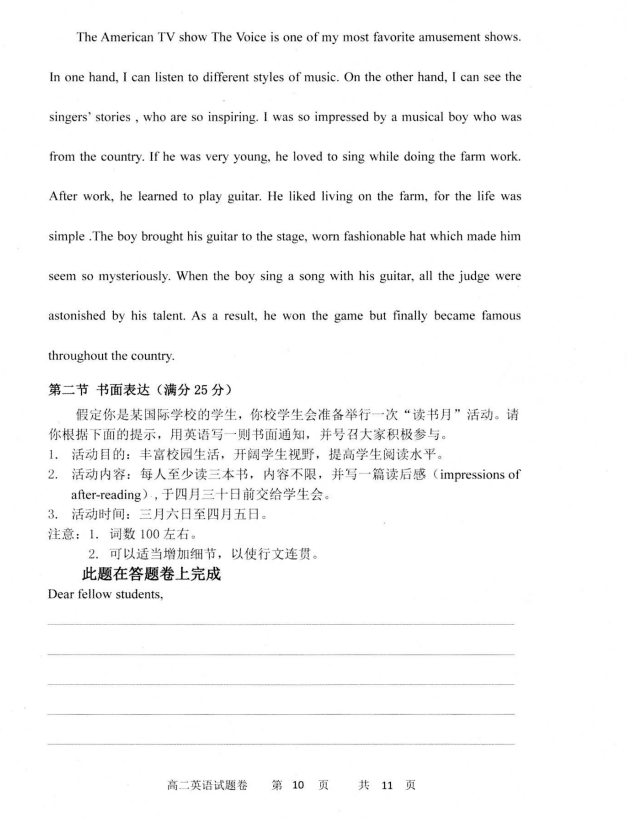 The American TV show The Voice is one of my most favorite amusement shows.
In one hand, I can listen to different styles of music. On the other hand, I can see the
singers' stories , who are so inspiring. I was so impressed by a musical boy who was
from the country. If he was very young, he loved to sing while doing the farm work.
After work, he learned to play guitar. He liked living on the farm, for the life was
simple .The boy brought his guitar to the stage, worn fashionable hat which made him
seem so mysteriously. When the boy sing a song with his guitar, all the judge were
astonished by his talent. As a result, he won the game but finally became famous
throughout the country.
第二节 书面表达（满分 25 分）
假定你是某国际学校的学生，你校学生会准备举行一次“读书月”活动。请
你根据下面的提示，用英语写一则书面通知，并号召大家积极参与。
1. 活动目的：丰富校园生活，开阔学生视野，提高学生阅读水平。
2. 活动内容：每人至少读三本书，内容不限，并写一篇读后感（impressions of
after-reading）, 于四月三十日前交给学生会。
3. 活动时间：三月六日至四月五日。
注意：1. 词数 100 左右。
2. 可以适当增加细节，以使行文连贯。
此题在答题卷上完成
Dear fellow students,
高二英语试题卷 第 10 页 共 11 页